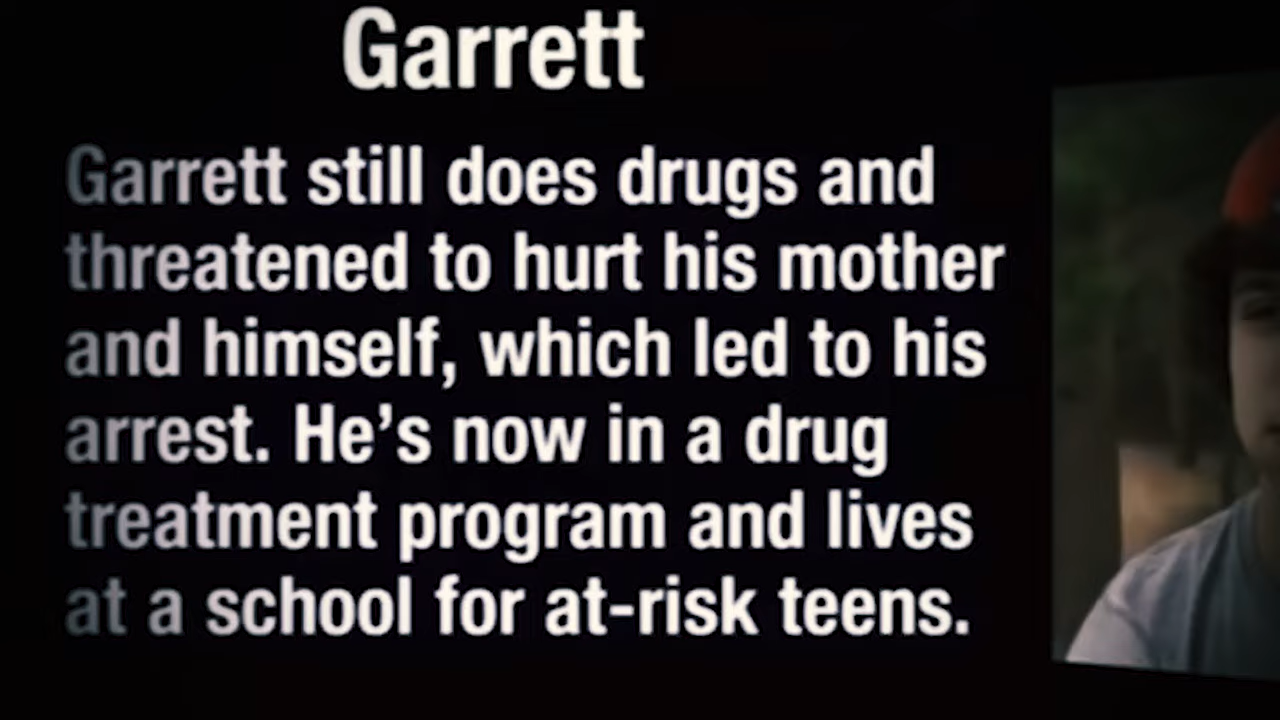 Garrett
Garrett still does drugs and
threatened to hurt his mother
and himself, which led to his
arrest. He’s now in a drug
treatment program and lives
at a school for at-risk teens.